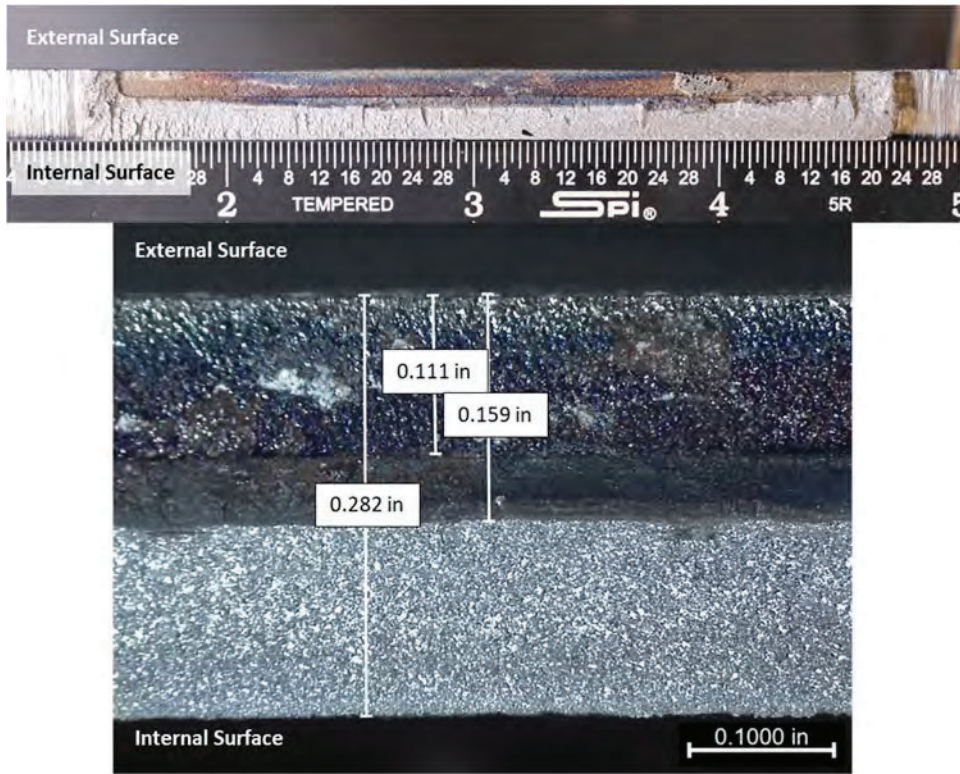 External Surface
Internal Surface
4 28 4 8 12 16 20 24 28 4 8 12 16 20 24 28 4 8 12 16 20 24 28
2 TEMPERED 3 SPi® 4 5R 5
External Surface
0.111 in
0.159 in
0.282 in
Internal Surface
0.1000 in